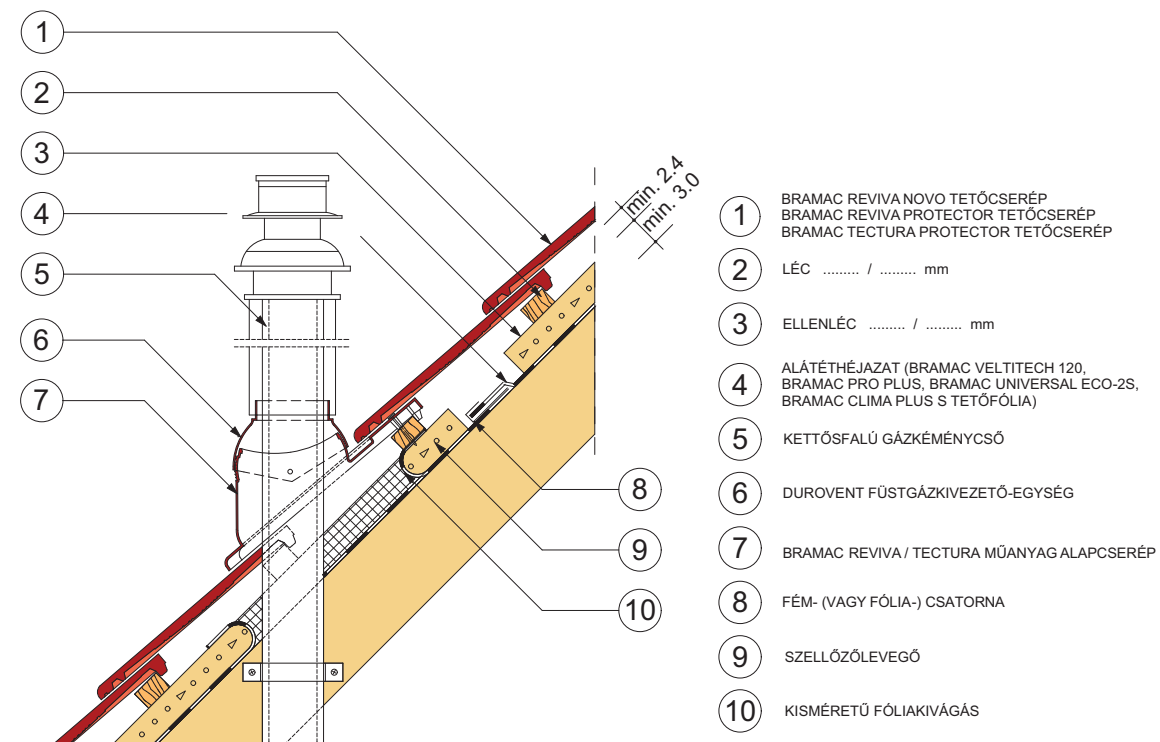 1
2
3
4
5
6
7
8
9
10
min. 2.4
min. 3.0
1
BRAMAC REVIVA NOVO TETŐCSERÉP
BRAMAC REVIVA PROTECTOR TETŐCSERÉP
BRAMAC TECTURA PROTECTOR TETŐCSERÉP
2
LÉC ......... / ......... mm
3
ELLENLÉC ......... / ......... mm
4
ALÁTÉTHÉJAZAT (BRAMAC VELTITECH 120,
BRAMAC PRO PLUS, BRAMAC UNIVERSAL ECO-2S,
BRAMAC CLIMA PLUS S TETŐFÓLIA)
5
KETTŐSFALÚ GÁZKÉMÉNYCSŐ
6
DUROVENT FÜSTGÁZKIVEZETŐ-EGYSÉG
7
BRAMAC REVIVA / TECTURA MŰANYAG ALAPCSERÉP
8
FÉM- (VAGY FÓLIA-) CSATORNA
9
SZELLŐZŐLEVEGŐ
10
KISMÉRETŰ FÓLIAKIVÁGÁS